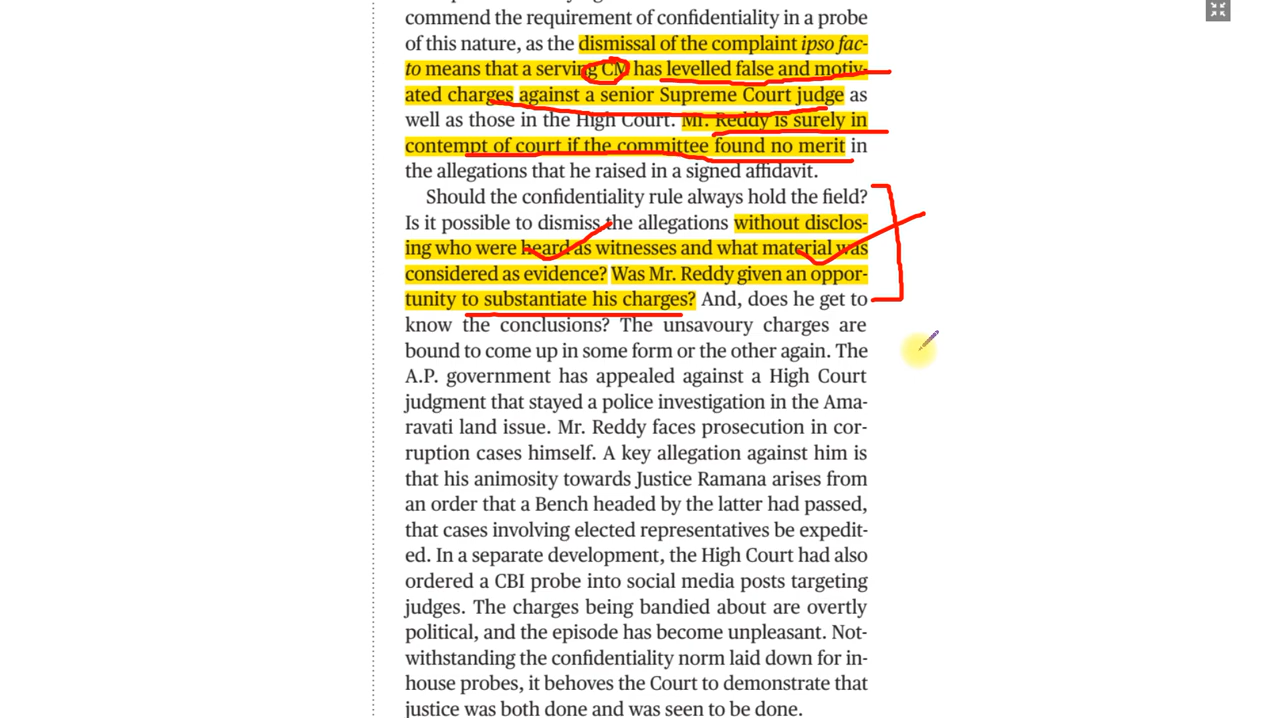 commend the requirement of confidentiality in a probe
of this nature, as the dismissal of the complaint ipso fac-
to means that a serving CM has levelled false and motiv-
ated charges against a senior Supreme Court judge as
well as those in the High Court. Mr. Reddy is surely in
contempt of court if the committee found no merit in
the allegations that he raised in a signed affidavit.
Should the confidentiality rule always hold the field?
Is it possible to dismiss the allegations without disclos-
ing who were heard as witnesses and what material was
considered as evidence? Was Mr. Reddy given an oppor-
tunity to substantiate his charges? And, does he get to
know the conclusions? The unsavoury charges are
bound to come up in some form or the other again. The
A.P. government has appealed against a High Court
judgment that stayed a police investigation in the Ama-
ravati land issue. Mr. Reddy faces prosecution in cor-
ruption cases himself. A key allegation against him is
that his animosity towards Justice Ramana arises from
an order that a Bench headed by the latter had passed,
that cases involving elected representatives be expedit-
ed. In a separate development, the High Court had also
ordered a CBI probe into social media posts targeting
judges. The charges being bandied about are overtly
political, and the episode has become unpleasant. Not-
withstanding the confidentiality norm laid down for in-
house probes, it behoves the Court to demonstrate that
justice was both done and was seen to be done.